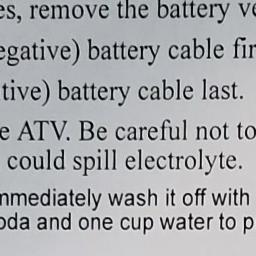 es, remove the battery ve
egative) battery cable fir
tive) battery cable last.
e ATV. Be careful not to
could spill electrolyte.
mmediately wash it off with
oda and one cup water to p